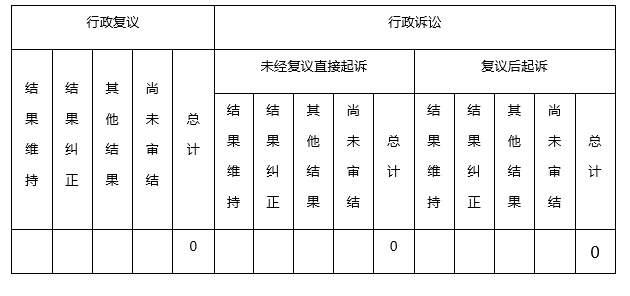 行政复议 行政诉讼
未经复议直接起诉 复议后起诉
结果维持 结果纠正 其他结果 尚未审结 总计 结果维持 结果纠正 其他结果 尚未审结 总计 结果维持 结果纠正 其他结果 尚未审结 总计
0 0 0